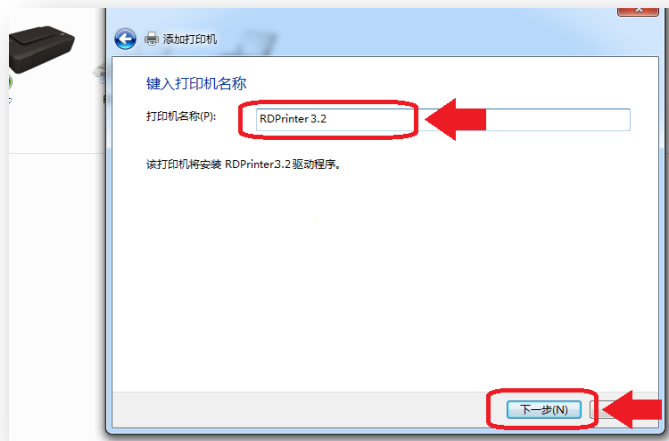 添加打印机
键入打印机名称
打印机名称(P):
RDPrinter 3.2
该打印机将安装 RDPrinter3.2驱动程序。
下一步(N)